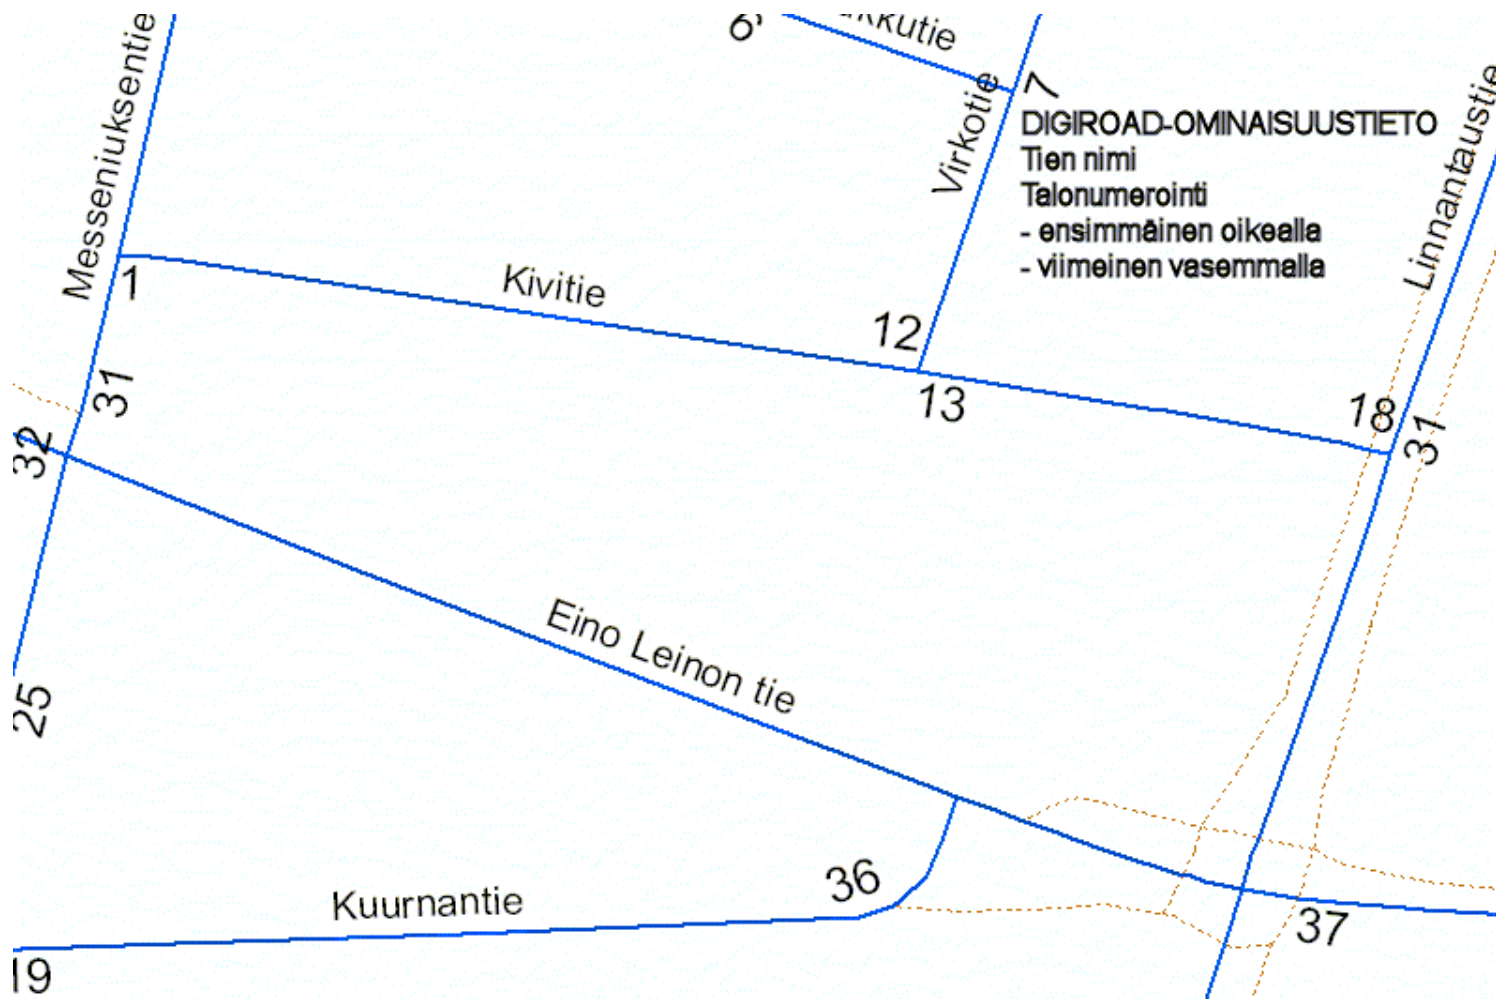 Messeniuksentie
6
7
Virkotie
DIGIROAD-OMINAISUUSTIETO
Tien nimi
Talonumerointi
- ensimmäinen oikealla
- viimeinen vasemmalla
Linnantaustie
1
Kivitie
12
13
18
31
31
32
25
Eino Leinon tie
36
Kuurnantie
37
19